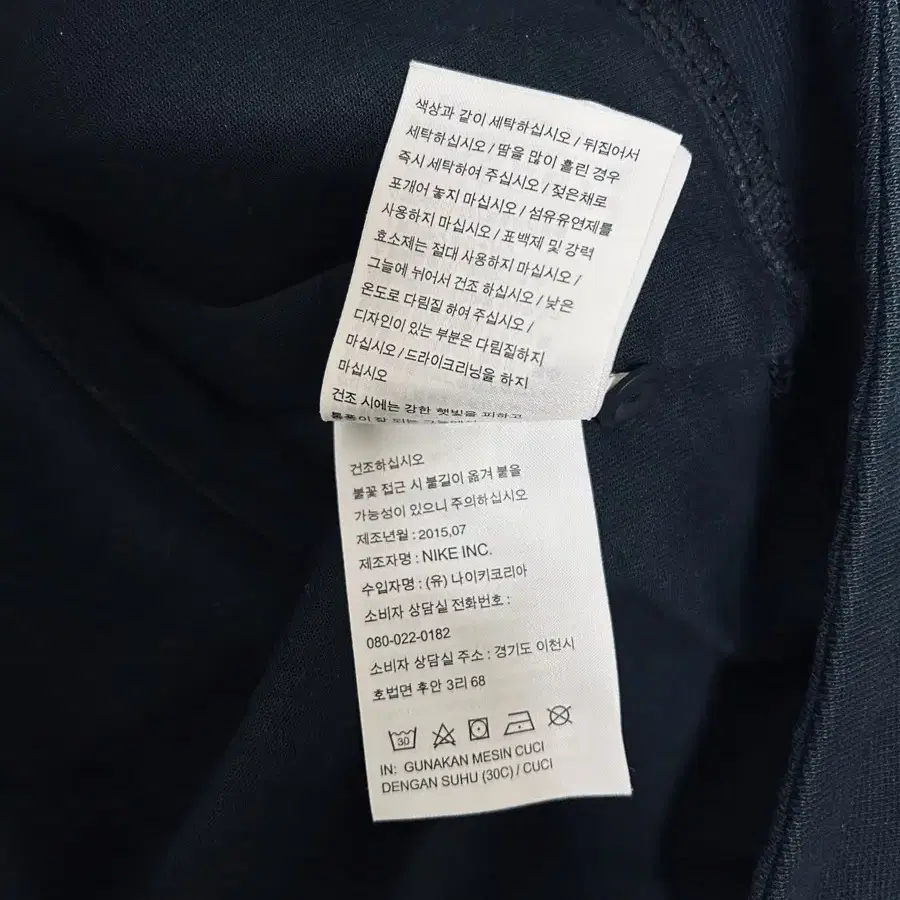 색상과 같이 세탁하십시오 / 뒤집어서
세탁하십시오 / 땀을 많이 흘린 경우
즉시 세탁하여 주십시오 / 젖은채로
포개어 놓지 마십시오 / 섬유유연제를
사용하지 마십시오 / 표백제 및 강력
효소제는 절대 사용하지 마십시오 /
그늘에 뉘어서 건조 하십시오 / 낮은
온도로 다림질 하여 주십시오 /
디자인이 있는 부분은 다림질하지
마십시오 / 드라이크리닝을 하지
마십시오
건조 시에는 강한 햇빛을 피하고
건조하십시오
불꽃 접근 시 불길이 옮겨 붙을
가능성이 있으니 주의하십시오
제조년월 : 2015,07
제조자명 : NIKE INC.
수입자명 : (유) 나이키코리아
소비자 상담실 전화번호 :
080-022-0182
소비자 상담실 주소 : 경기도 이천시
호법면 후안 3리 68
30
IN: GUNAKAN MESIN CUCI
DENGAN SUHU (30C) / CUCI